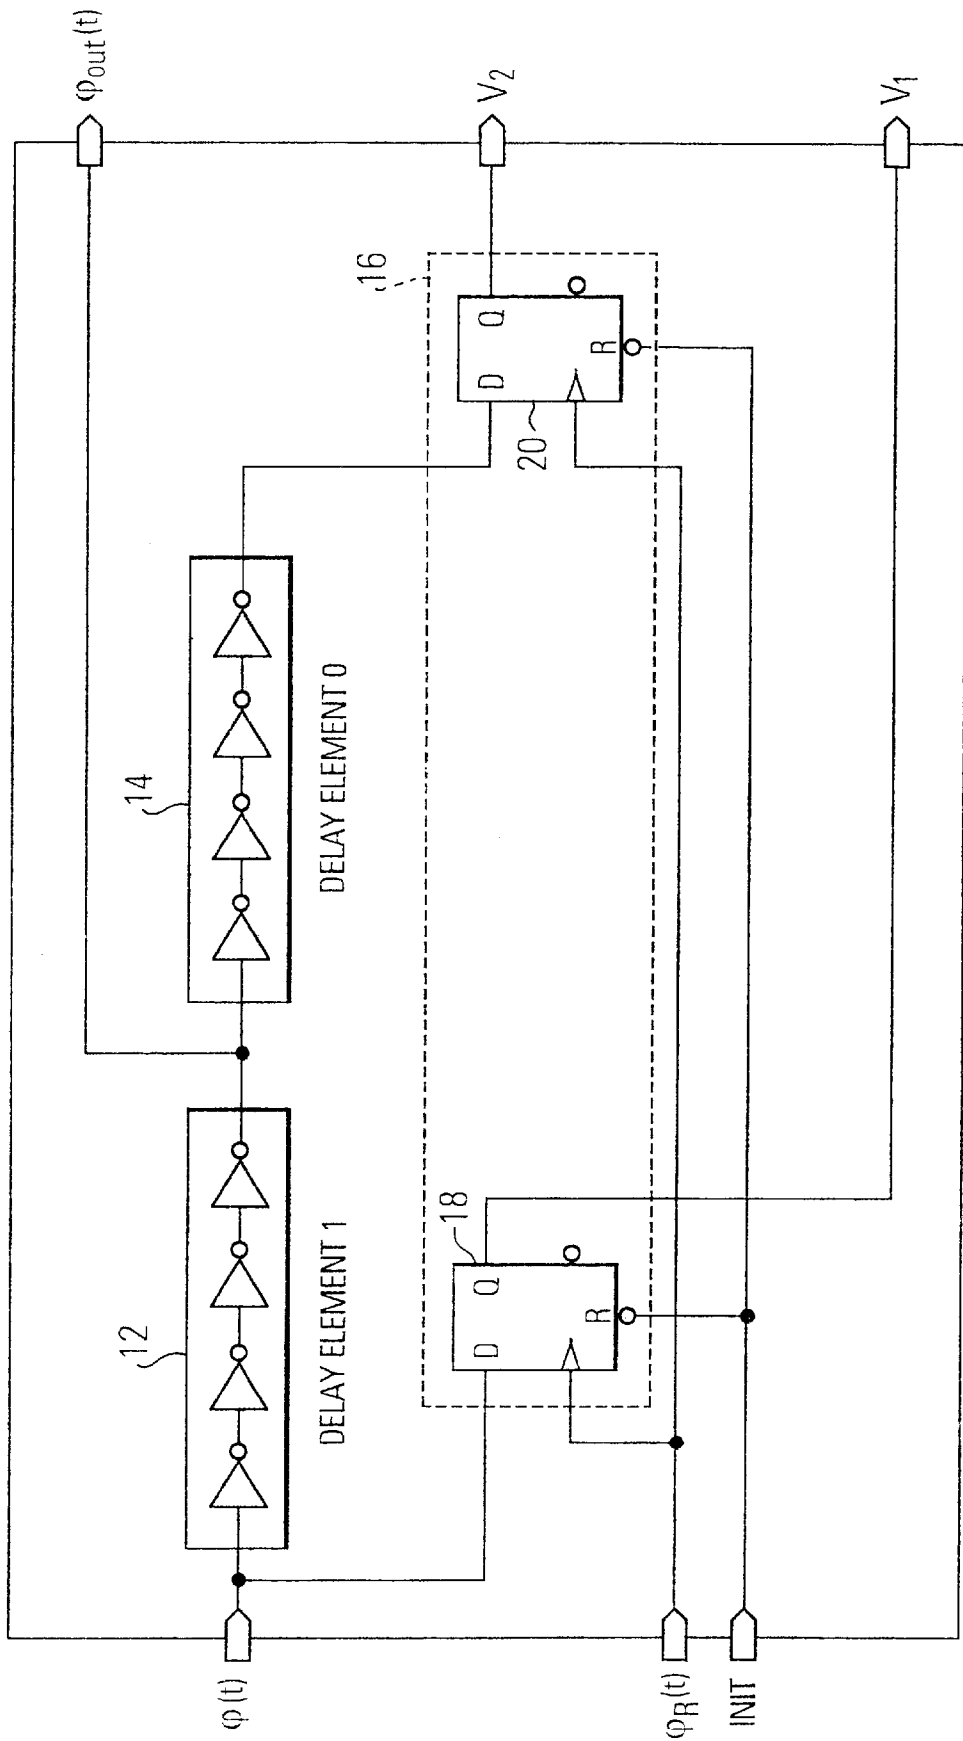 φ(t)
φR(t)
INIT
12
DELAY ELEMENT 1
14
DELAY ELEMENT 0
16
18
D
Q
R
20
D
Q
R
φout(t)
V2
V1